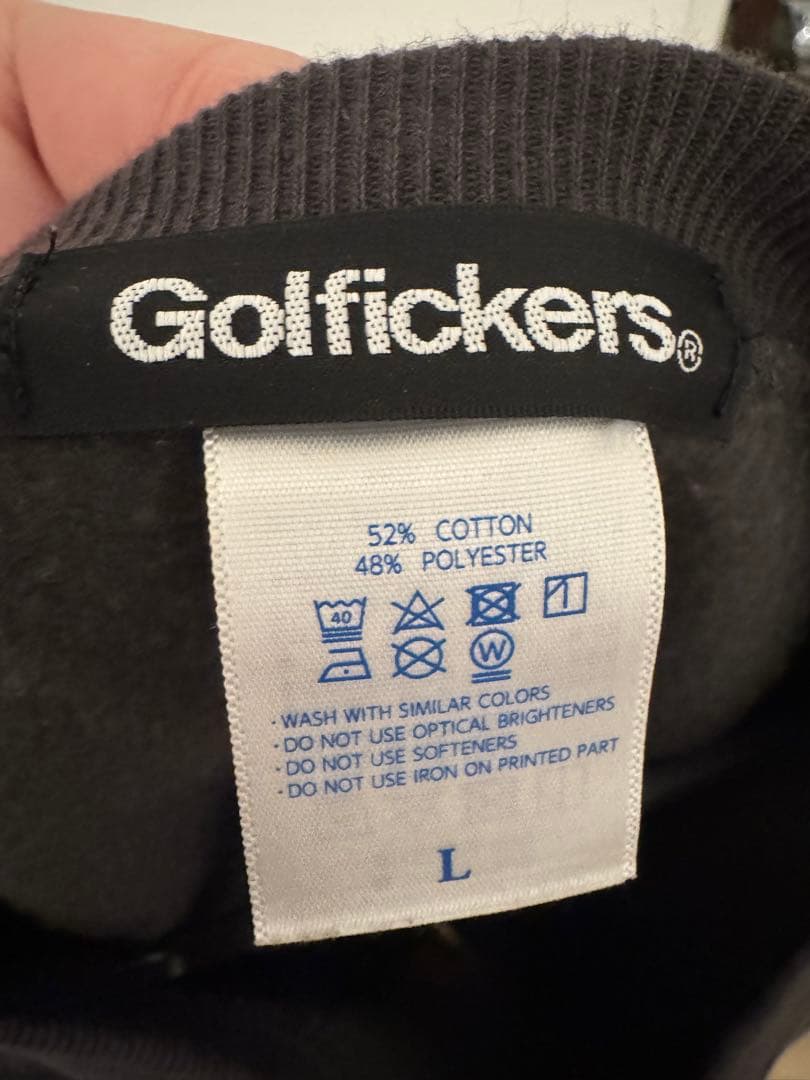 Golfickers®
52% COTTON
48% POLYESTER
40
W
· WASH WITH SIMILAR COLORS
· DO NOT USE OPTICAL BRIGHTENERS
· DO NOT USE SOFTENERS
· DO NOT USE IRON ON PRINTED PART
L